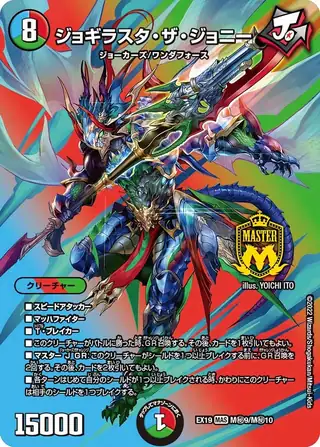 8
ジョギラスタ・ザ・ジョニー
ジョーカーズ/ワンダフォース
J
MASTER
M
illus. YOICHI ITO
クリーチャー
■スピードアタッカー
■マッハファイター
■T・ブレイカー
■このクリーチャーがバトルに勝った時、GR召喚する。その後、カードを1枚引いてもよい。
■マスターJ:GR:このクリーチャーがシールドを1つ以上ブレイクする前に、GR召喚を
2回する。その後、カードを2枚引いてもよい。
■各ターンはじめて自分のシールドが1つ以上ブレイクされる時、かわりにこのクリーチャー
は相手のシールドを1つブレイクする。
15000
1
EX19 MAS M㊙9/M㊙10
©2022 Wizards/Shogakukan/Mitsui-Kids